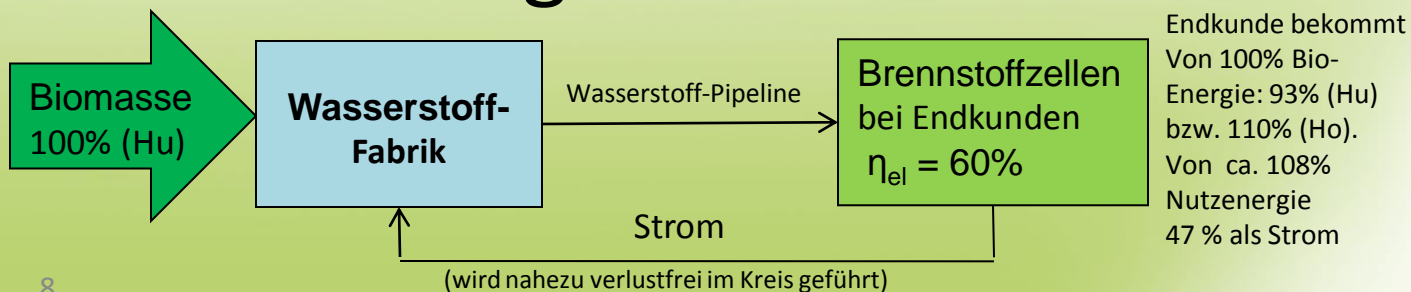 g
Biomasse
100% (Hu)
Wasserstoff-
Fabrik
Wasserstoff-Pipeline
Brennstoffzellen
bei Endkunden
ηel = 60%
Endkunde bekommt
Von 100% Bio-
Energie: 93% (Hu)
bzw. 110% (Ho).
Von ca. 108%
Nutzenergie
47 % als Strom
Strom
(wird nahezu verlustfrei im Kreis geführt)
8